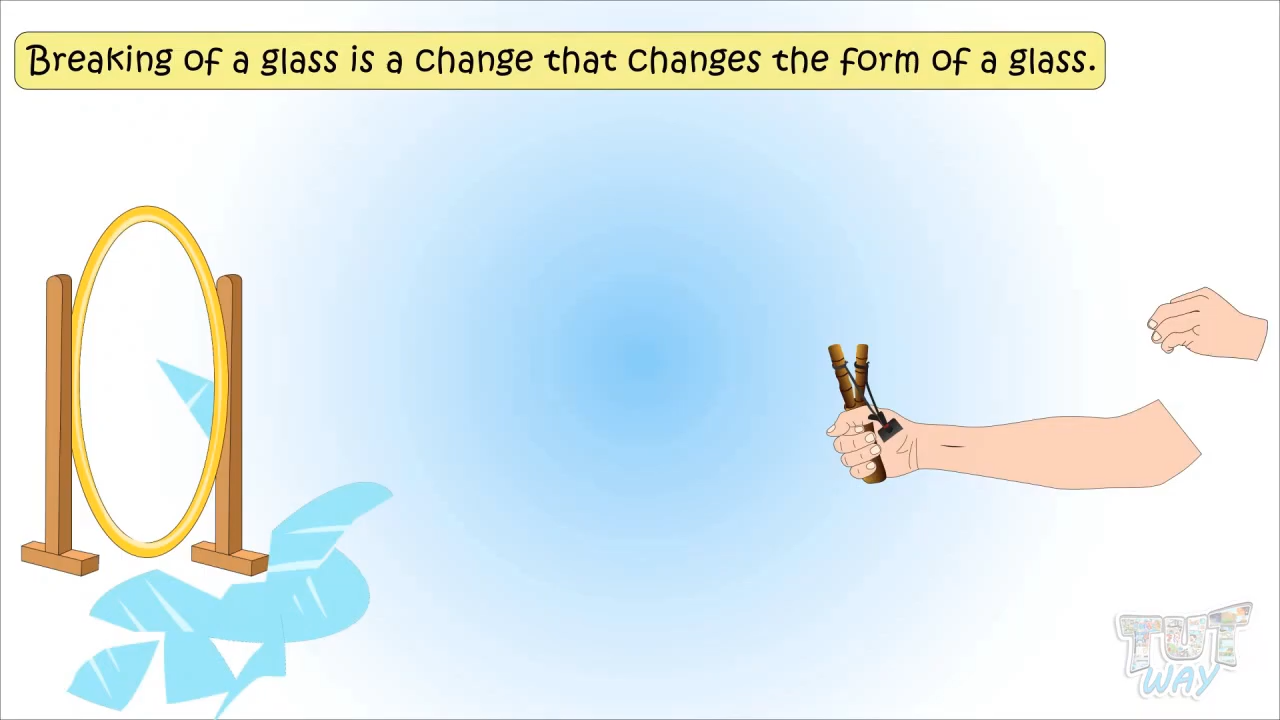 Breaking of a glass is a change that changes the form of a glass.
TUT
WAY